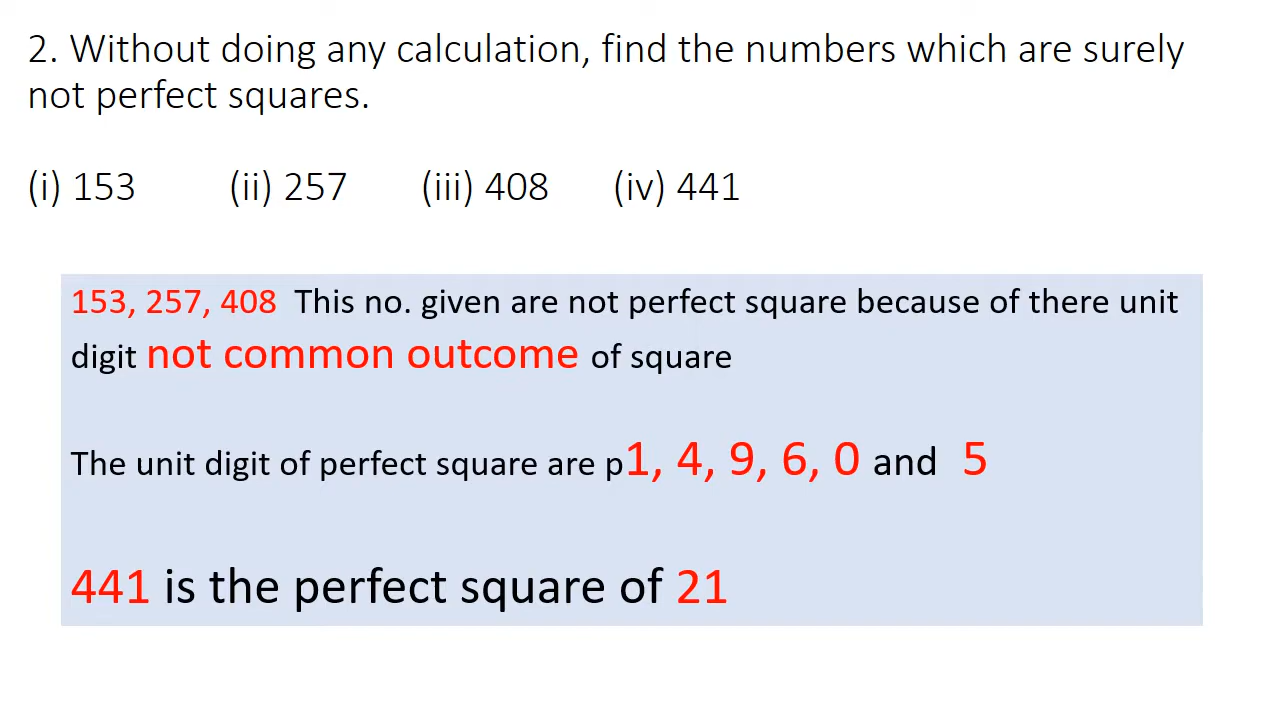 2. Without doing any calculation, find the numbers which are surely
not perfect squares.
(i) 153 (ii) 257 (iii) 408 (iv) 441
153, 257, 408 This no. given are not perfect square because of there unit
digit not common outcome of square
The unit digit of perfect square are p1, 4, 9, 6, 0 and 5
441 is the perfect square of 21